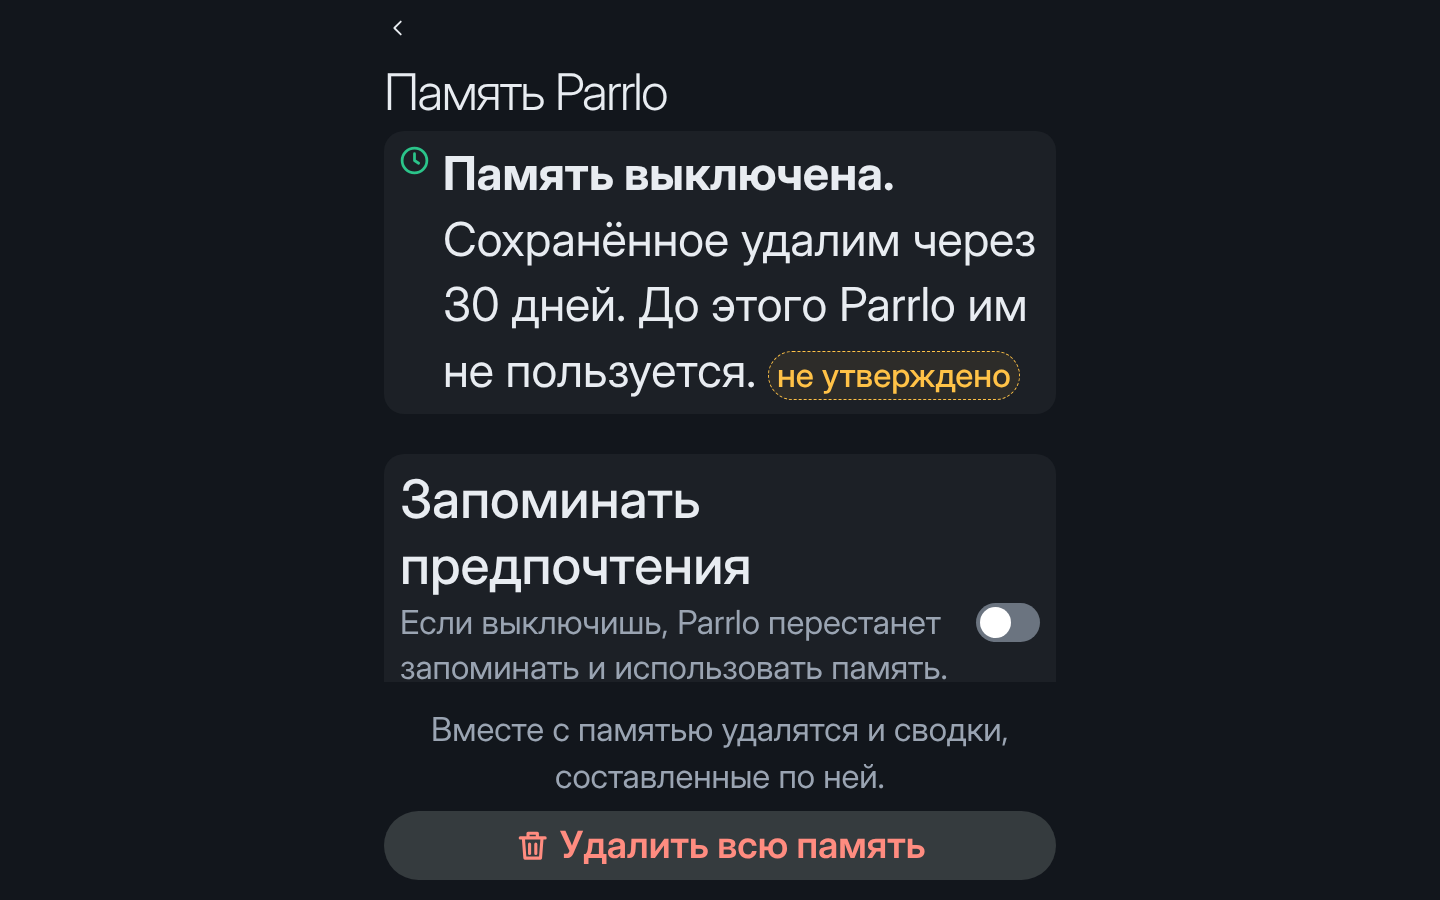 Память Parrlo
Память выключена.
Сохранённое удалим через
30 дней. До этого Parrlo им
не пользуется. не утверждено
Запоминать
предпочтения
Если выключишь, Parrlo перестанет
запоминать и использовать память.
Вместе с памятью удалятся и сводки,
составленные по ней.
Удалить всю память